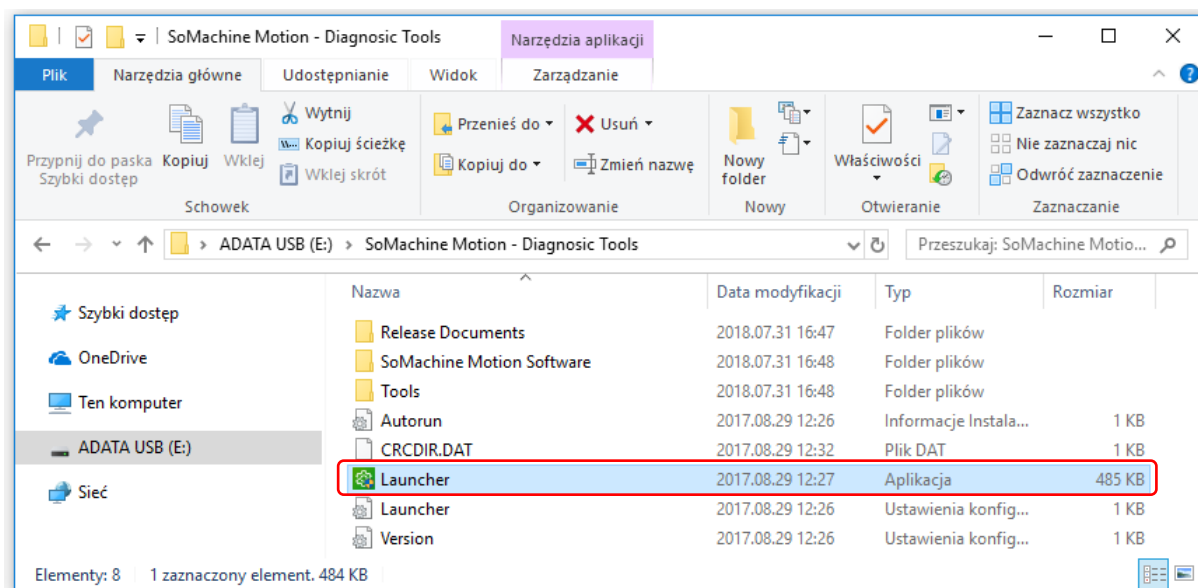 SoMachine Motion - Diagnosic Tools
Narzędzia aplikacji
Plik Narzędzia główne Udostępnianie Widok Zarządzanie
Przypnij do paska Szybki dostęp
Kopiuj
Wklej
Wytnij
Kopiuj ścieżkę
Wklej skrót
Schowek
Przenieś do
Kopiuj do
Usuń
Zmień nazwę
Organizowanie
Nowy folder
Nowy
Właściwości
Otwieranie
Zaznacz wszystko
Nie zaznaczaj nic
Odwróć zaznaczenie
Zaznaczanie
ADATA USB (E:) SoMachine Motion - Diagnosic Tools
Przeszukaj: SoMachine Motio...
Szybki dostęp
OneDrive
Ten komputer
ADATA USB (E:)
Sieć
Nazwa Data modyfikacji Typ Rozmiar
Release Documents 2018.07.31 16:47 Folder plików
SoMachine Motion Software 2018.07.31 16:48 Folder plików
Tools 2018.07.31 16:48 Folder plików
Autorun 2017.08.29 12:26 Informacje Instala... 1 KB
CRCDIR.DAT 2017.08.29 12:32 Plik DAT 1 KB
Launcher 2017.08.29 12:27 Aplikacja 485 KB
Launcher 2017.08.29 12:26 Ustawienia konfig... 1 KB
Version 2017.08.29 12:26 Ustawienia konfig... 1 KB
Elementy: 8 1 zaznaczony element. 484 KB